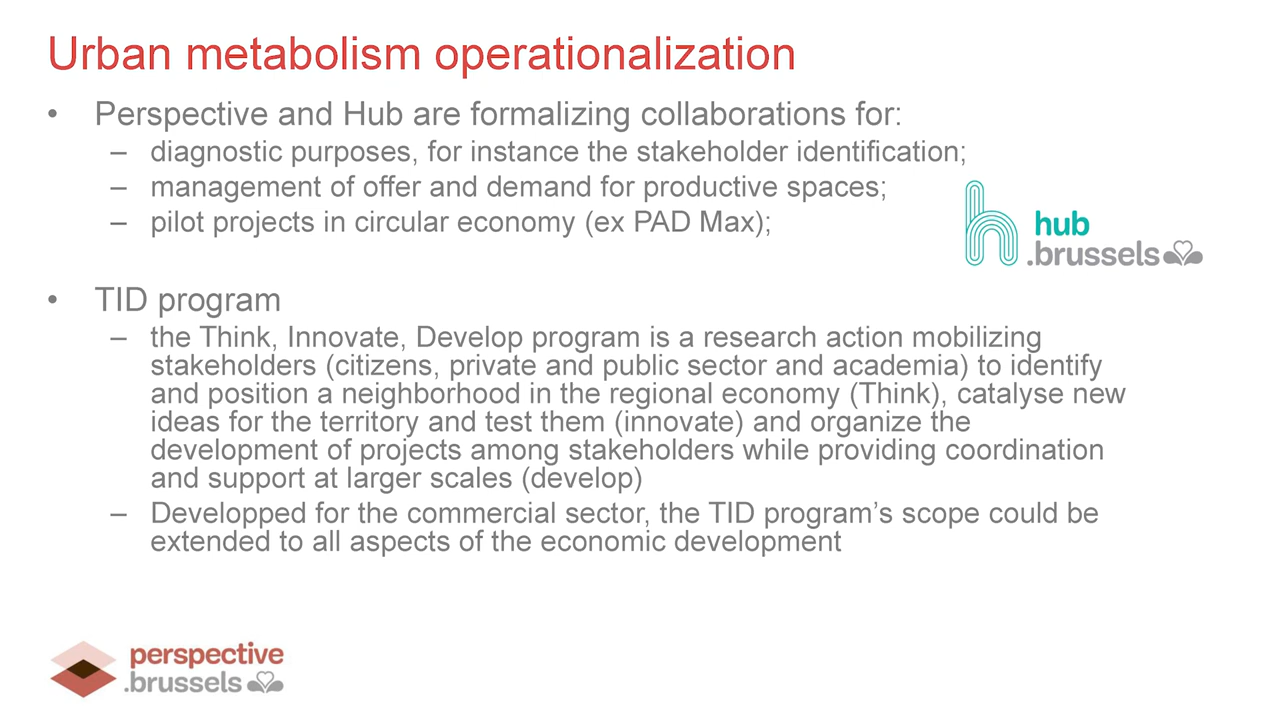 Urban metabolism operationalization
• Perspective and Hub are formalizing collaborations for:
– diagnostic purposes, for instance the stakeholder identification;
– management of offer and demand for productive spaces;
– pilot projects in circular economy (ex PAD Max);
hub
.brussels
• TID program
– the Think, Innovate, Develop program is a research action mobilizing
stakeholders (citizens, private and public sector and academia) to identify
and position a neighborhood in the regional economy (Think), catalyse new
ideas for the territory and test them (innovate) and organize the
development of projects among stakeholders while providing coordination
and support at larger scales (develop)
– Developped for the commercial sector, the TID program’s scope could be
extended to all aspects of the economic development
perspective
.brussels